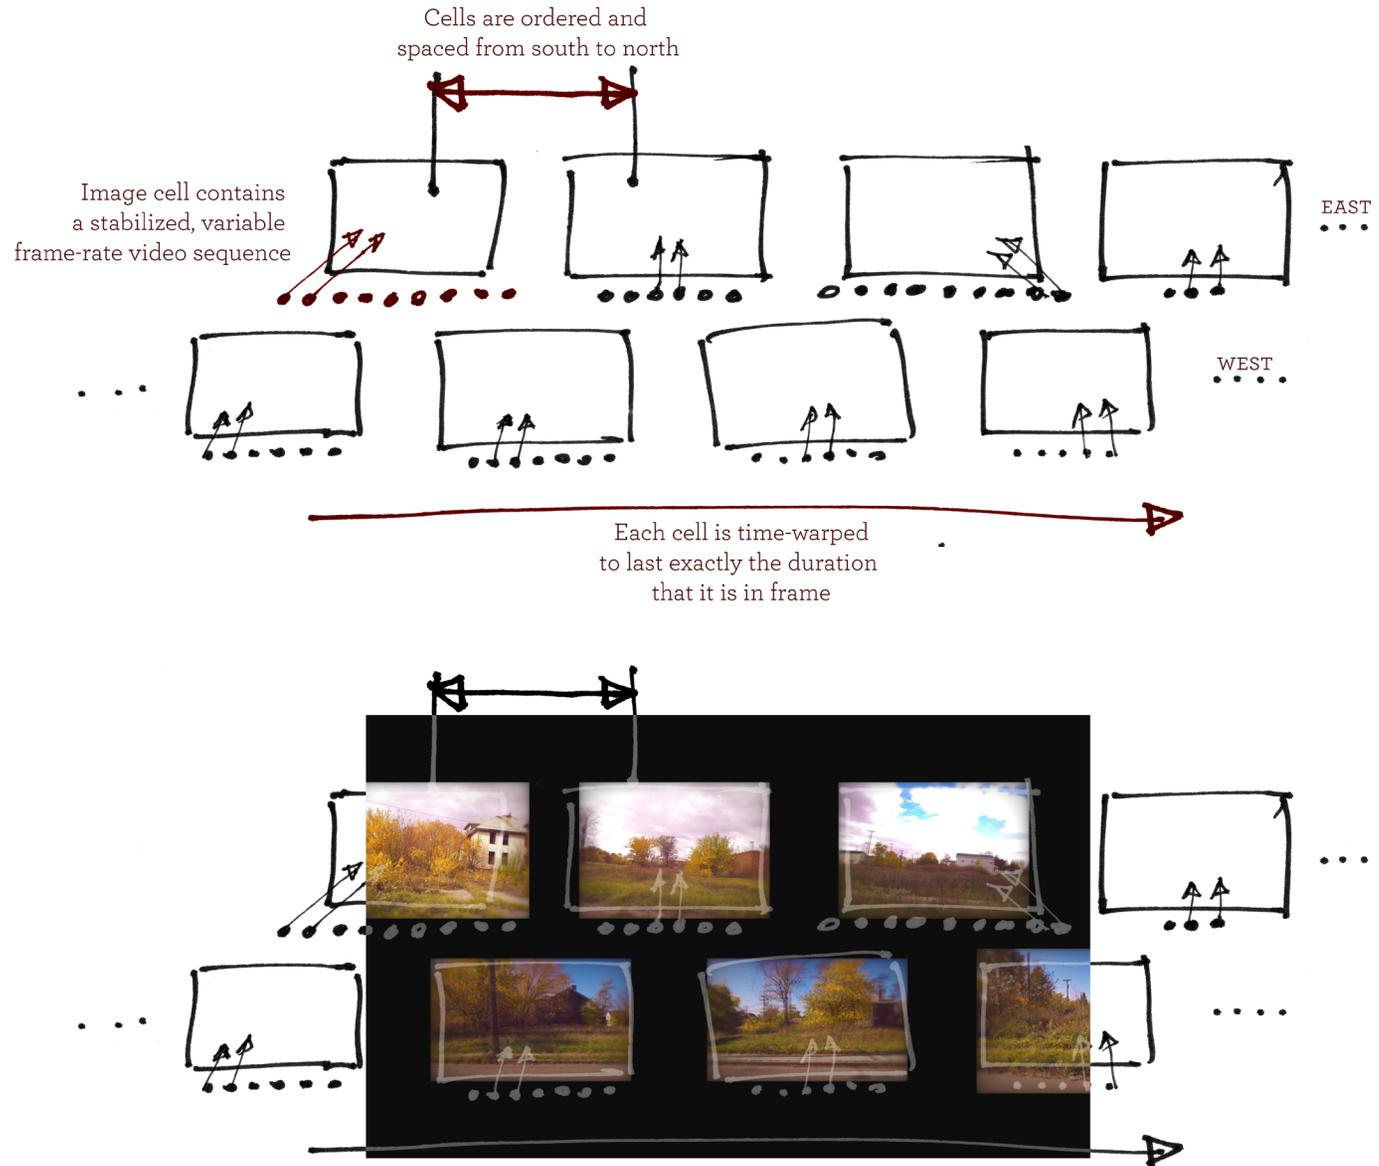 Cells are ordered and
spaced from south to north
Image cell contains
a stabilized, variable
frame-rate video sequence
EAST
WEST
Each cell is time-warped
to last exactly the duration
that it is in frame